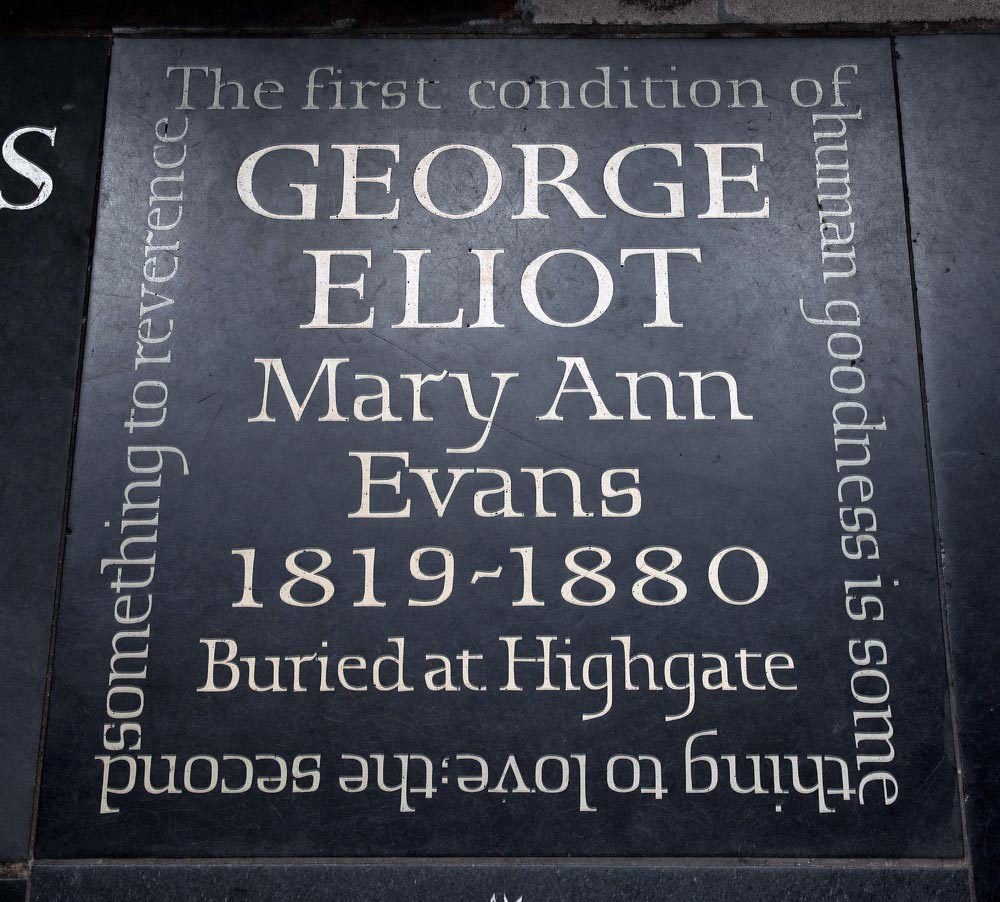 The first condition of
human goodness is some
thing to love; the second
something to reverence
GEORGE
ELIOT
Mary Ann
Evans
1819-1880
Buried at Highgate
S